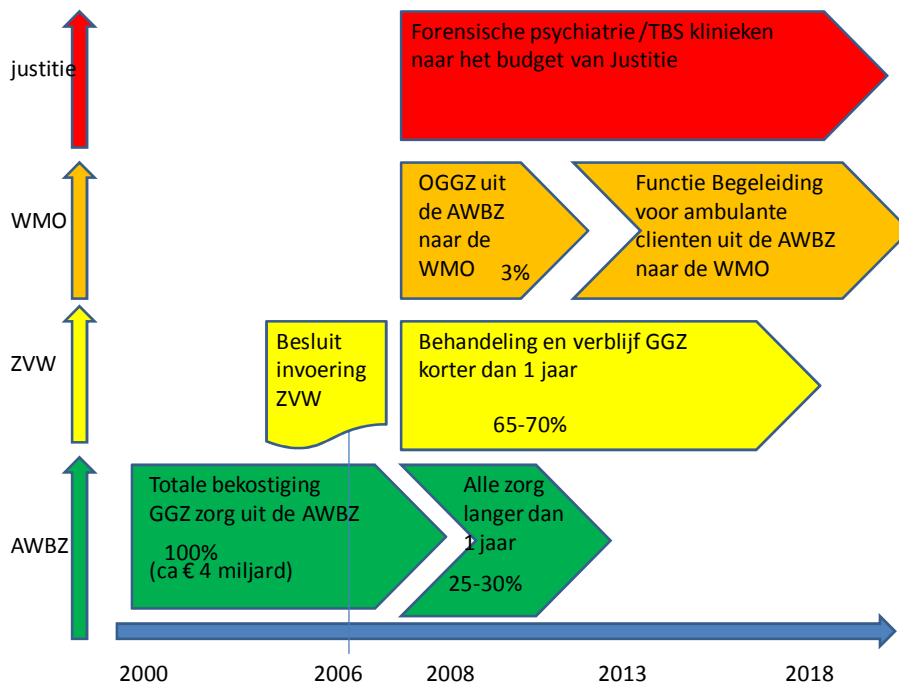 justitie
Forensische psychiatrie /TBS klinieken
naar het budget van Justitie
WMO
OGGZ uit
de AWBZ
naar de
WMO
3%
Functie Begeleiding
voor ambulante
clienten uit de AWBZ
naar de WMO
ZVW
Besluit
invoering
ZVW
Behandeling en verblijf GGZ
korter dan 1 jaar
65-70%
AWBZ
Totale bekostiging
GGZ zorg uit de AWBZ
100%
(ca € 4 miljard)
Alle zorg
langer dan
1 jaar
25-30%
2000
2006
2008
2013
2018